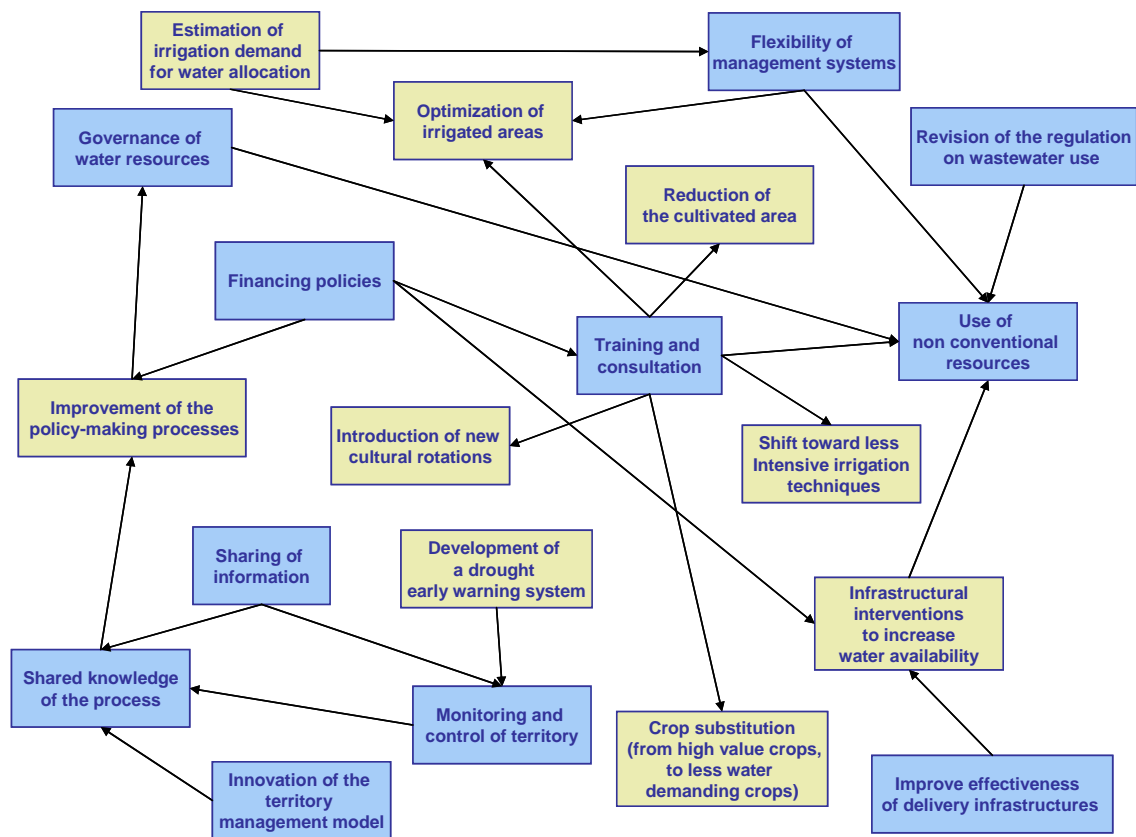 Estimation of
irrigation demand
for water allocation
Flexibility of
management systems
Optimization of
irrigated areas
Governance of
water resources
Revision of the regulation
on wastewater use
Reduction of
the cultivated area
Financing policies
Training and
consultation
Use of
non conventional
resources
Improvement of the
policy-making processes
Introduction of new
cultural rotations
Shift toward less
Intensive irrigation
techniques
Sharing of
information
Development of
a drought
early warning system
Infrastructural
interventions
to increase
water availability
Shared knowledge
of the process
Monitoring and
control of territory
Crop substitution
(from high value crops,
to less water
demanding crops)
Innovation of the
territory
management model
Improve effectiveness
of delivery infrastructures